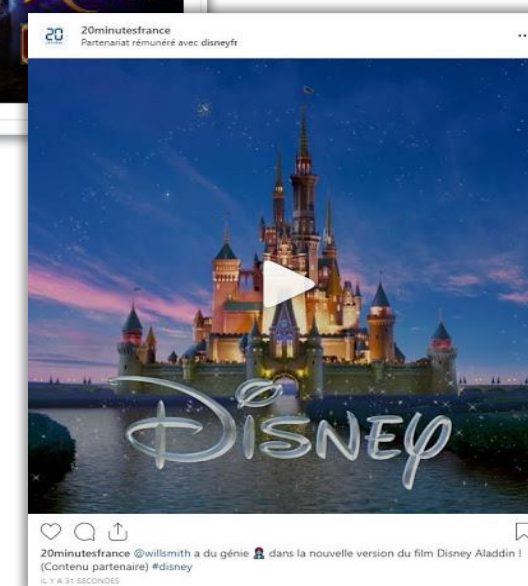 20
20minutesfrance
Partenariat rémunéré avec disneyfr
DISNEY
20minutesfrance @willsmith a du génie 🧞‍♂️ dans la nouvelle version du film Disney Aladdin !
(Contenu partenaire) #disney
IL Y A 31 SECONDES